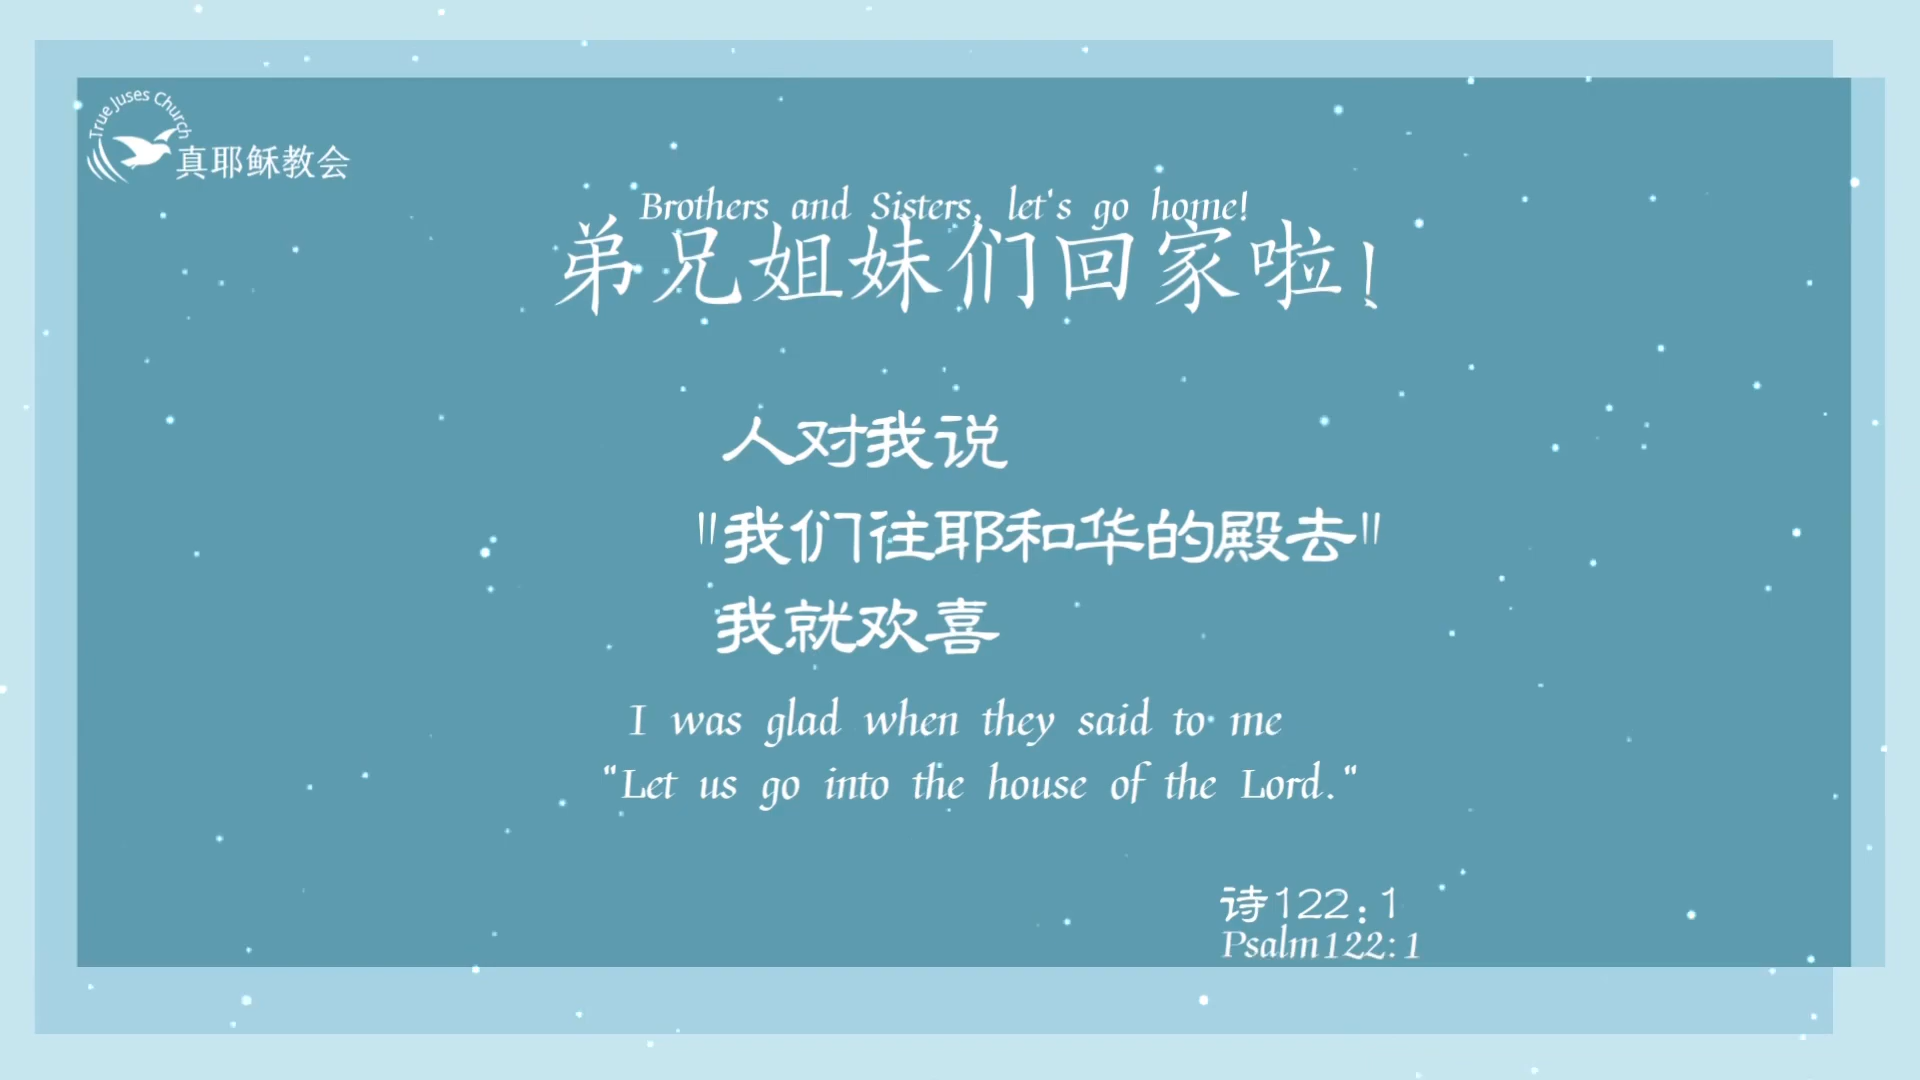 True Juses Church
真耶稣教会
Brothers and Sisters, let's go home!
弟兄姐妹们回家啦!
人对我说
"我们往耶和华的殿去"
我就欢喜
I was glad when they said to me
"Let us go into the house of the Lord."
诗122:1
Psalm122:1